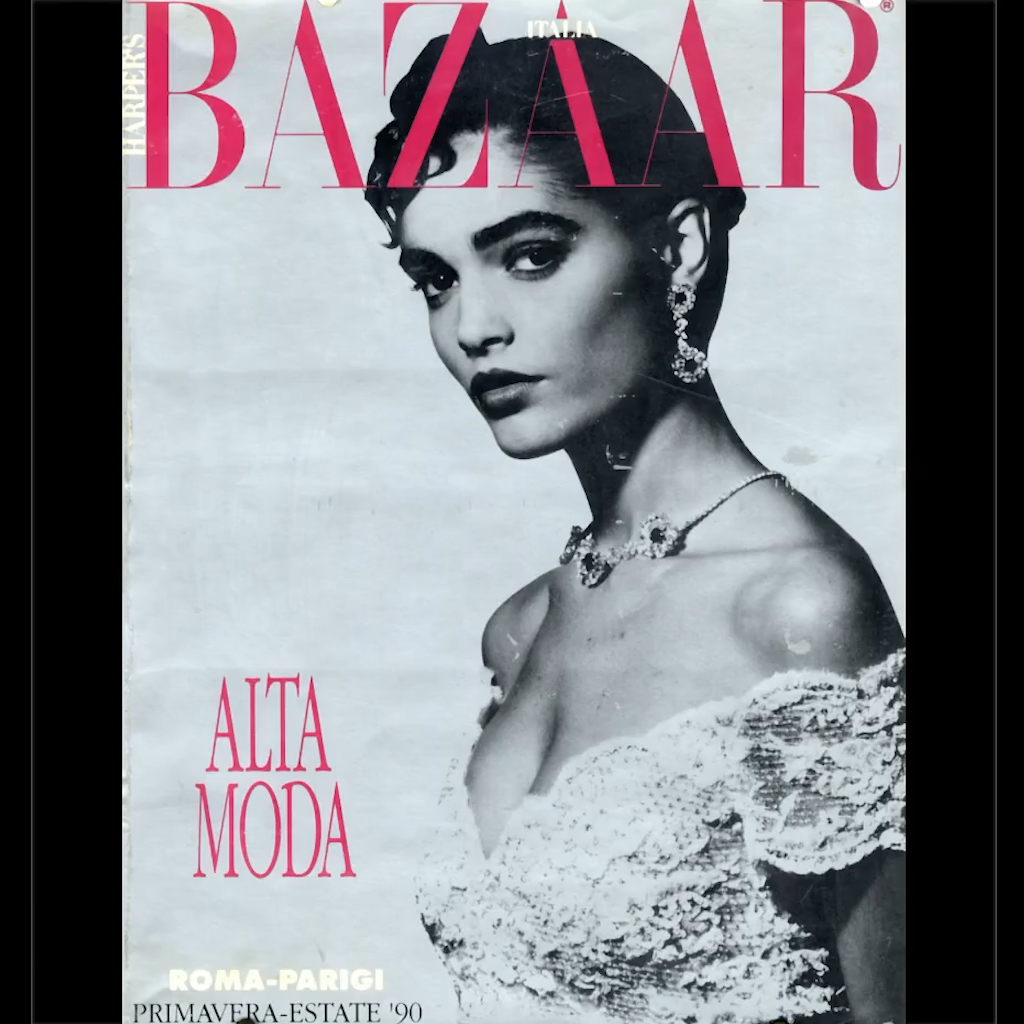 HARPER'S
BAZAAR®
ITALIA
ALTA
MODA
ROMA-PARIGI
PRIMAVERA-ESTATE '90